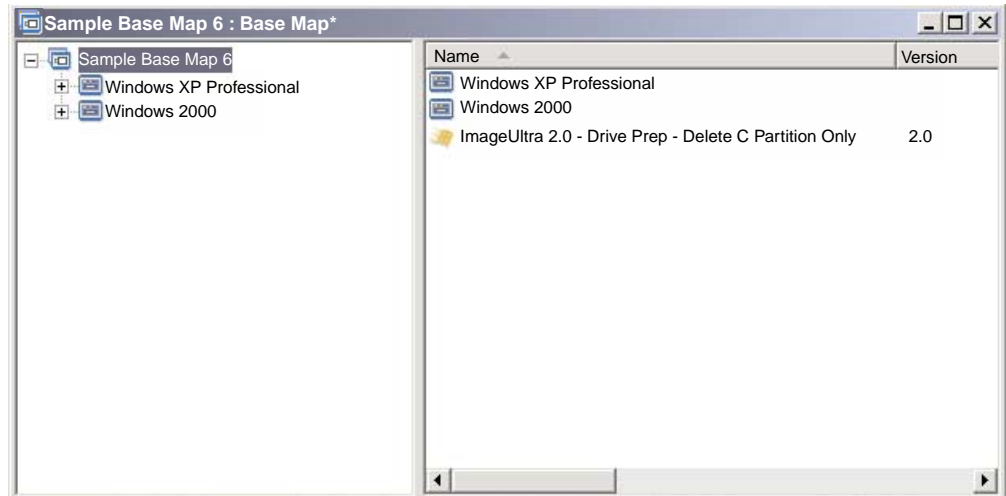 Sample Base Map 6 : Base Map*
Sample Base Map 6
Windows XP Professional
Windows 2000
Name Version
Windows XP Professional
Windows 2000
ImageUltra 2.0 - Drive Prep - Delete C Partition Only 2.0